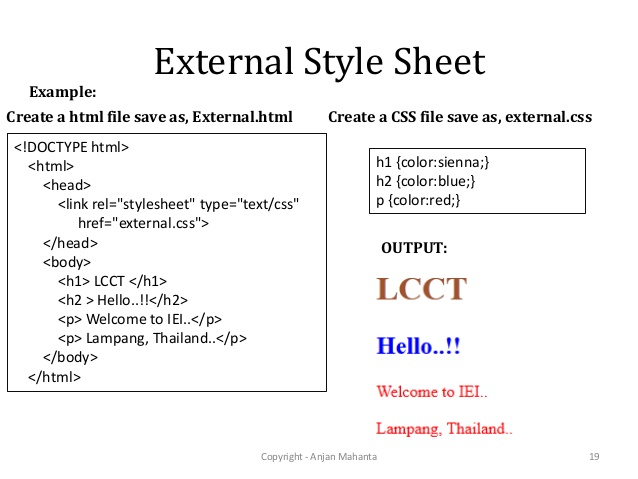 External Style Sheet
Example:
Create a html file save as, External.html
<!DOCTYPE html>
<html>
<head>
<link rel="stylesheet" type="text/css"
href="external.css">
</head>
<body>
<h1> LCCT </h1>
<h2 > Hello..!!</h2>
<p> Welcome to IEI..</p>
<p> Lampang, Thailand..</p>
</body>
</html>
Create a CSS file save as, external.css
h1 {color:sienna;}
h2 {color:blue;}
p {color:red;}
OUTPUT:
LCCT
Hello..!!
Welcome to IEI..
Lampang, Thailand..
Copyright - Anjan Mahanta
19